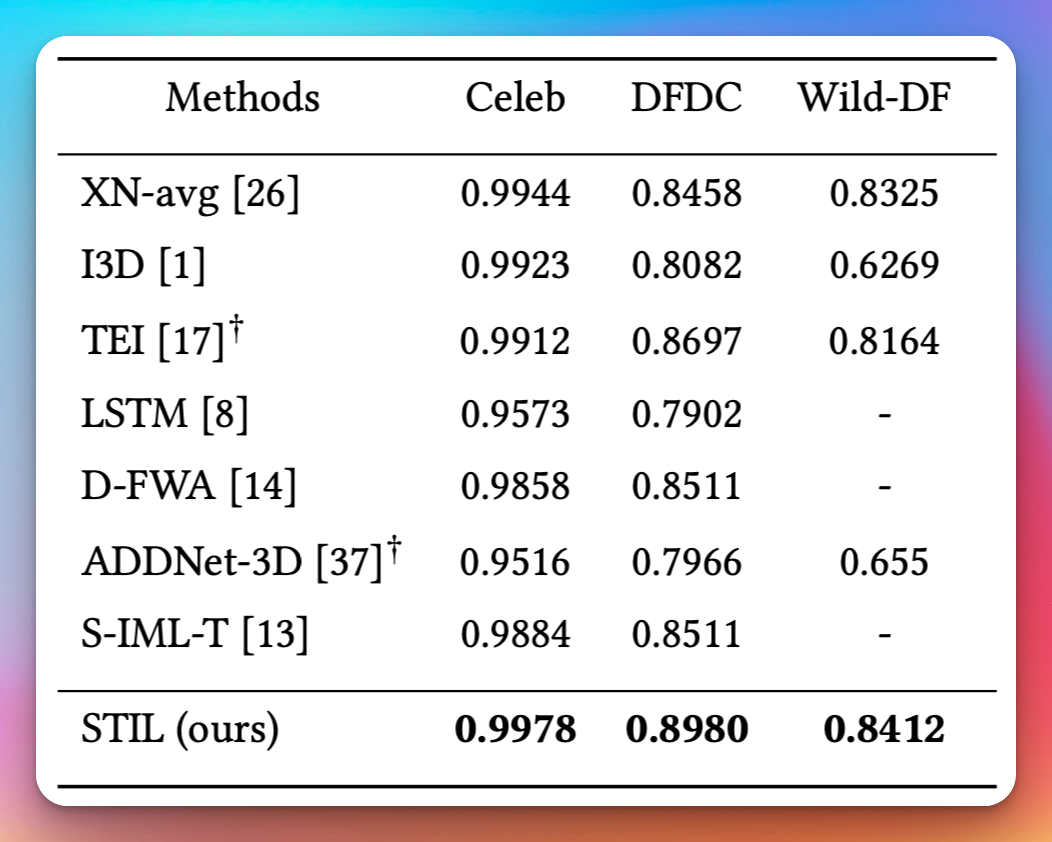 Methods Celeb DFDC Wild-DF
XN-avg [26] 0.9944 0.8458 0.8325
I3D [1] 0.9923 0.8082 0.6269
TEI [17]† 0.9912 0.8697 0.8164
LSTM [8] 0.9573 0.7902 -
D-FWA [14] 0.9858 0.8511 -
ADDNet-3D [37]† 0.9516 0.7966 0.655
S-IML-T [13] 0.9884 0.8511 -
STIL (ours) 0.9978 0.8980 0.8412